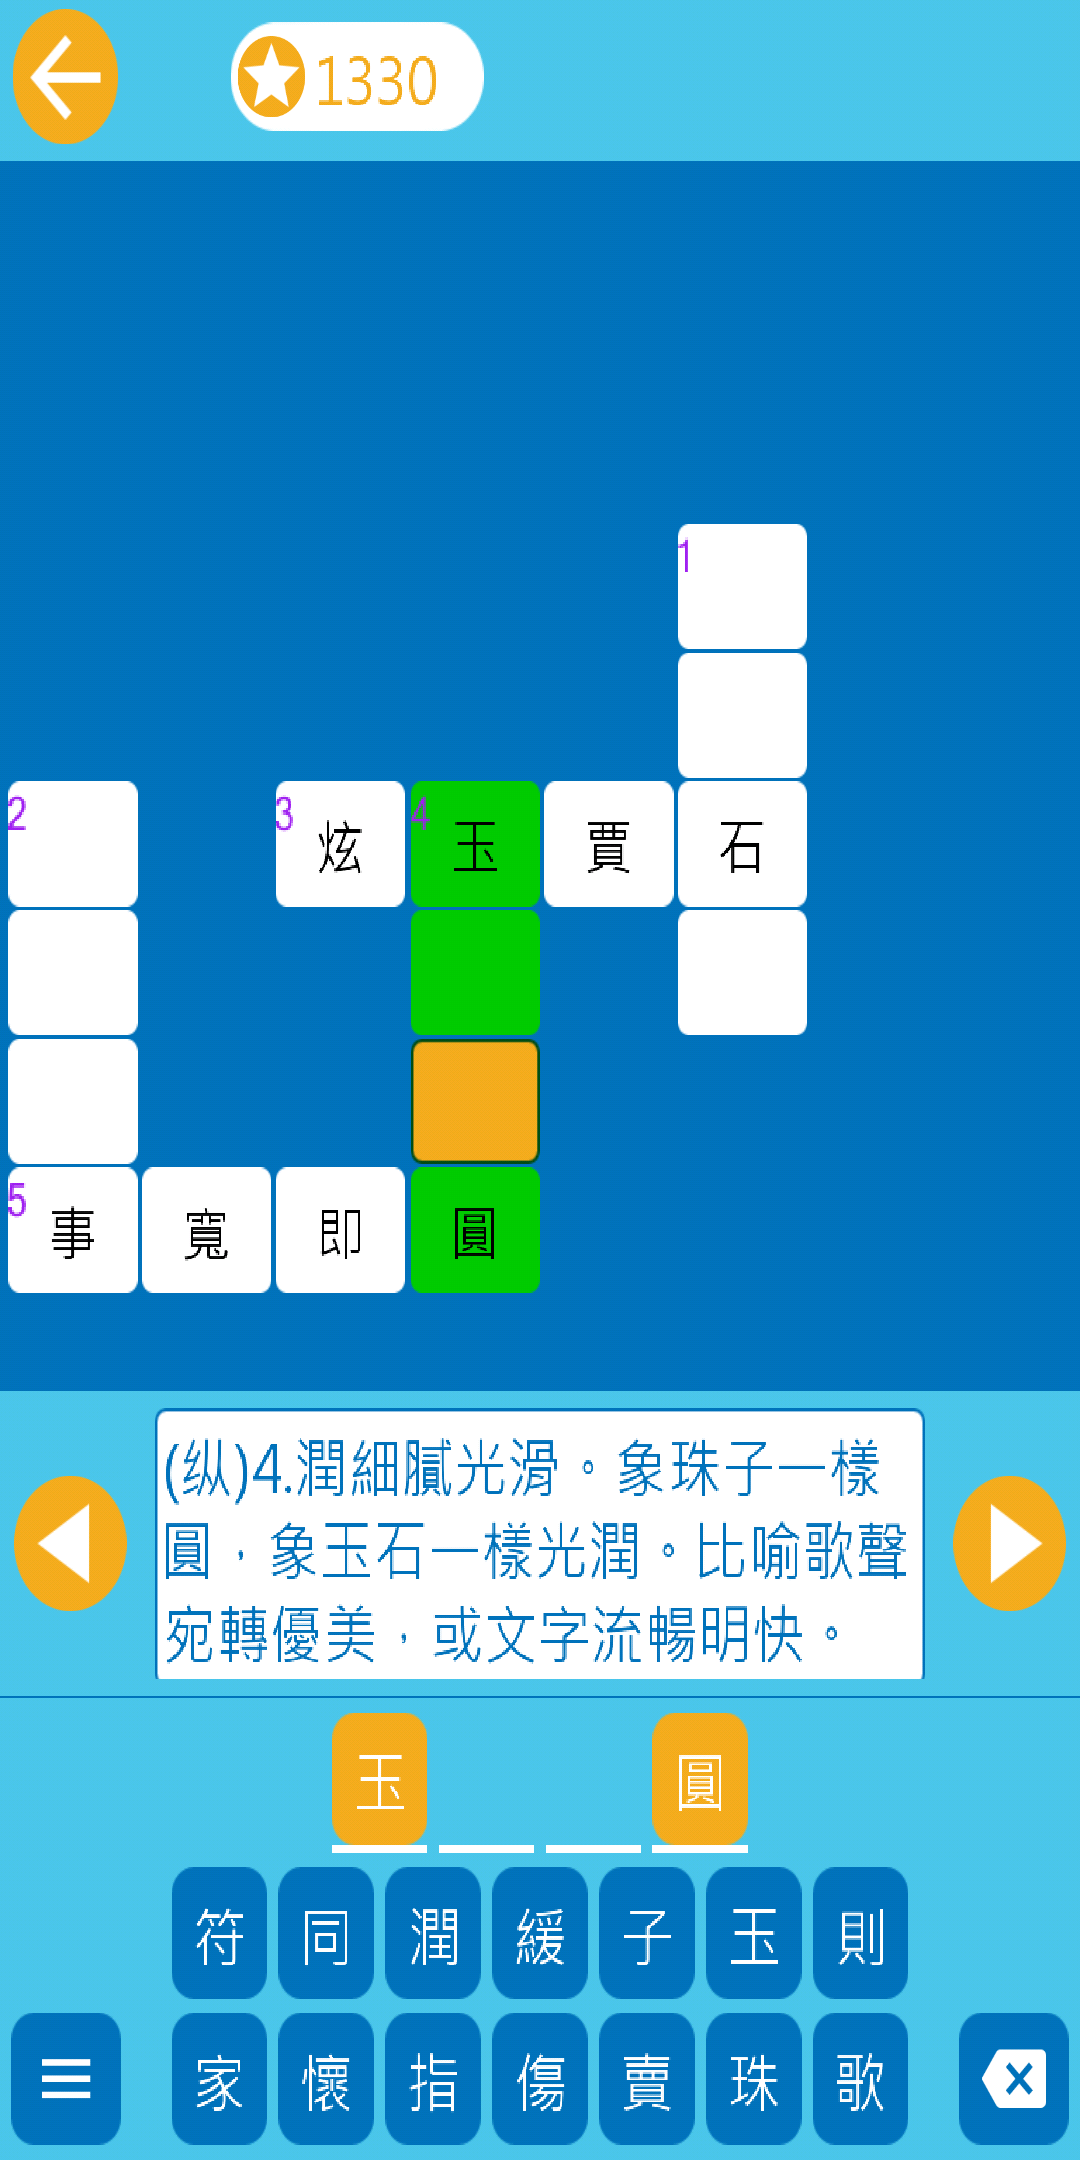 1330
1
2
3 炫 4 玉 賈 石
5 事 寬 即 圓
(纵)4.潤細膩光滑。象珠子一樣
圓，象玉石一樣光潤。比喻歌聲
宛轉優美，或文字流暢明快。
玉 圓
符 同 潤 緩 子 玉 則
家 懷 指 傷 賣 珠 歌